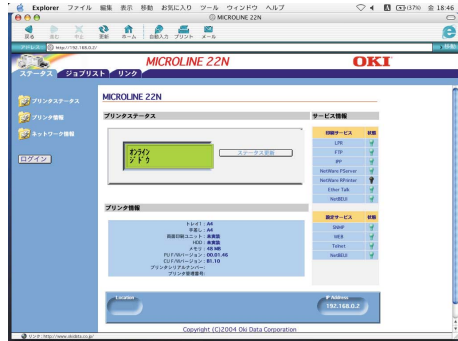 Explorer ファイル 編集 表示 移動 お気に入り ツール ウィンドウ ヘルプ (37%) 金 18:46
MICROLINE 22N
戻る 進む 中止 更新 ホーム 自動入力 プリント メール
アドレス http://192.168.0.2/ 移動
MICROLINE 22N OKI
ステータス ジョブリスト リンク
プリンタステータス
プリンタ情報
ネットワーク情報
ログイン
MICROLINE 22N
プリンタステータス
オンライン
ジドウ
ステータス更新
プリンタ情報
トレイ1 : A4
手差し : A4
両面印刷ユニット : 未実装
HDD : 未実装
メモリ : 48 MB
PU F/Wバージョン : 00.01.46
CU F/Wバージョン : B1.10
プリンタシリアルナンバー:
プリンタ管理番号:
サービス情報
印刷サービス 状態
LPR
FTP
IPP
NetWare PServer
NetWare RPrinter
Ether Talk
NetBEUI
設定サービス 状態
SNMP
WEB
Telnet
NetBEUI
Location
IP Address
192.168.0.2
Copyright (C)2004 Oki Data Corporation
リンク: http://www.okidata.co.jp/